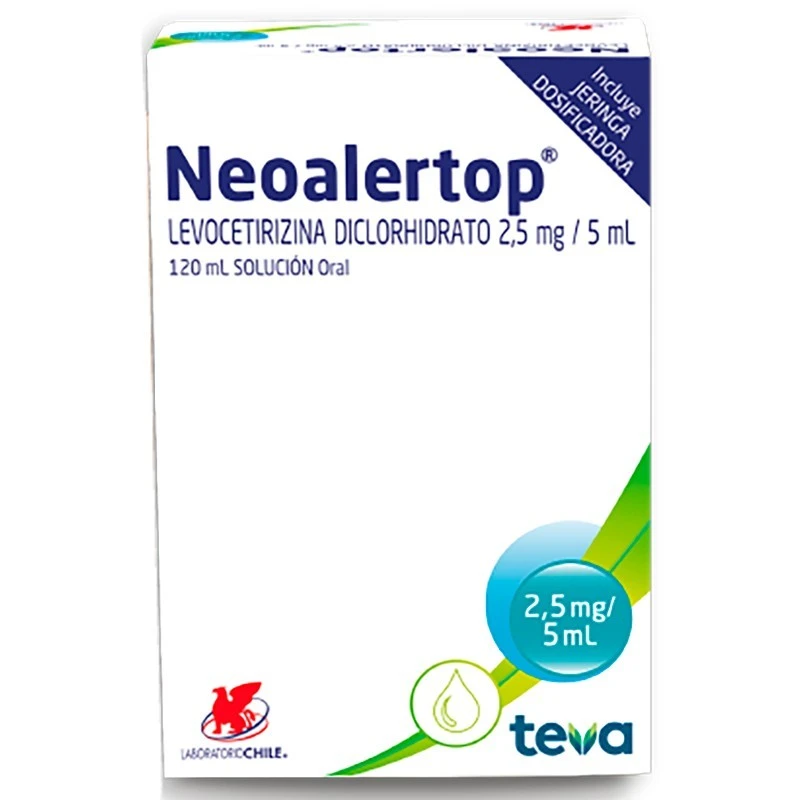 Neoalertop
Incluye
JERINGA
DOSIFICADORA
Neoalertop®
LEVOCETIRIZINA DICLORHIDRATO 2,5 mg / 5 mL
120 mL SOLUCIÓN Oral
2,5 mg/
5 mL
LABORATORIO CHILE®
teva